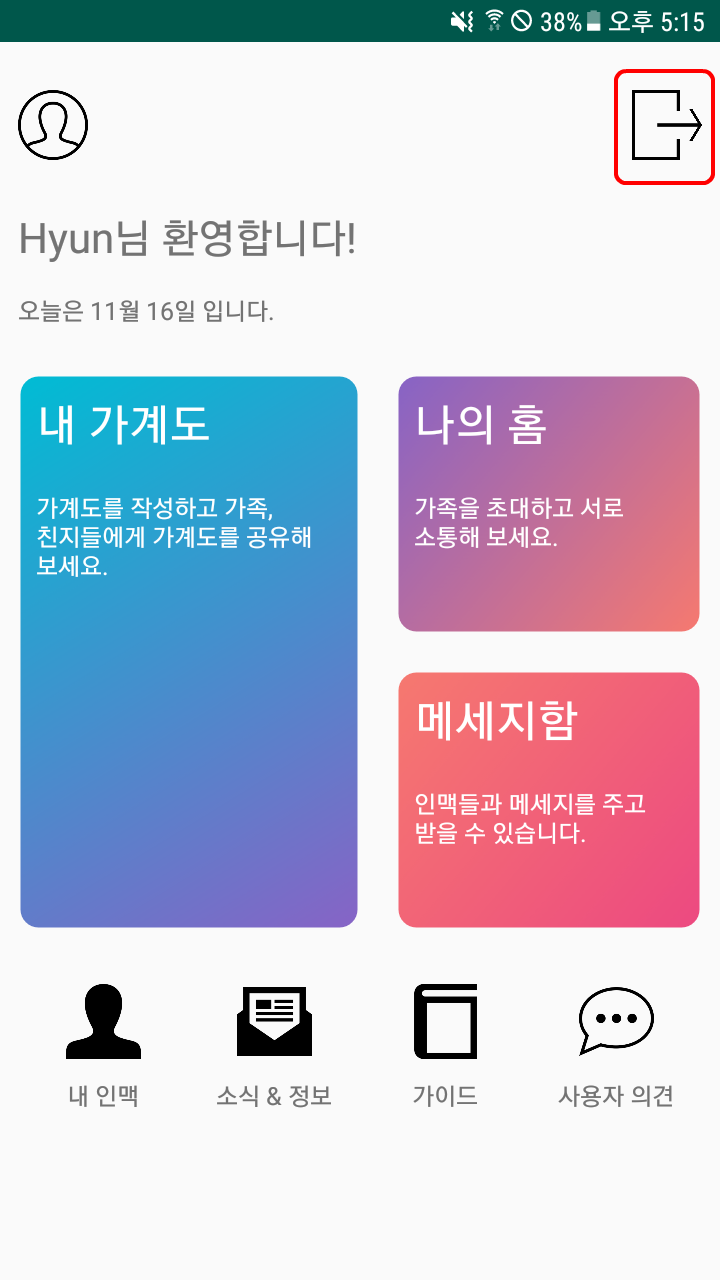 38% 오후 5:15
Hyun님 환영합니다!
오늘은 11월 16일 입니다.
내 가계도
가계도를 작성하고 가족,
친지들에게 가계도를 공유해
보세요.
나의 홈
가족을 초대하고 서로
소통해 보세요.
메세지함
인맥들과 메세지를 주고
받을 수 있습니다.
내 인맥
소식 & 정보
가이드
사용자 의견